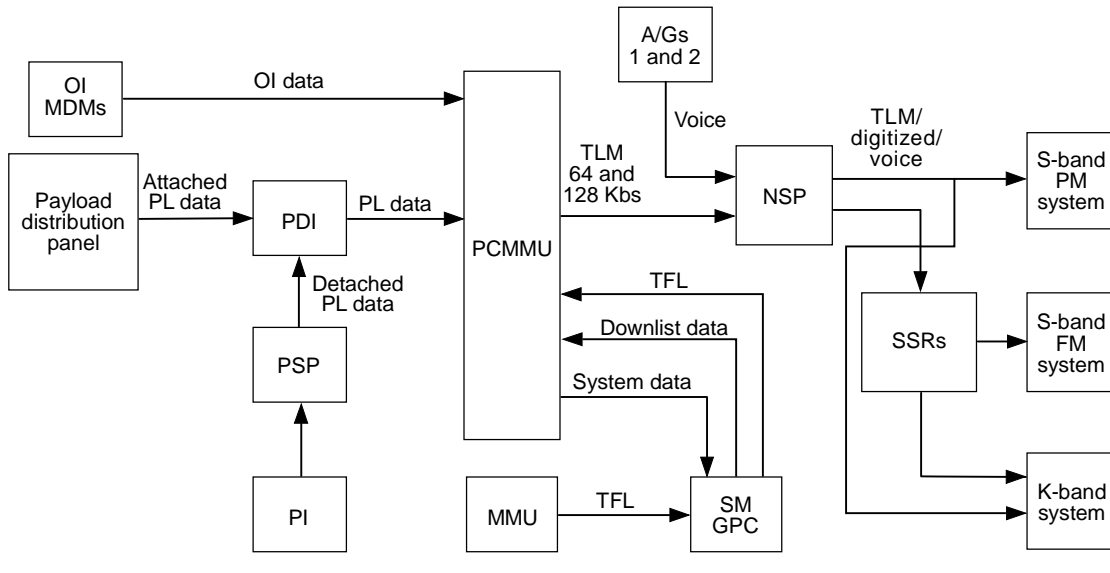 A/Gs
1 and 2
OI
MDMs
OI data
Voice
TLM/
digitized/
voice
TLM
64 and
128 Kbs
NSP
S-band
PM
system
Payload
distribution
panel
Attached
PL data
PDI
PL data
PCMMU
Detached
PL data
TFL
Downlist data
System data
SSRs
S-band
FM
system
PSP
PI
MMU
TFL
SM
GPC
K-band
system